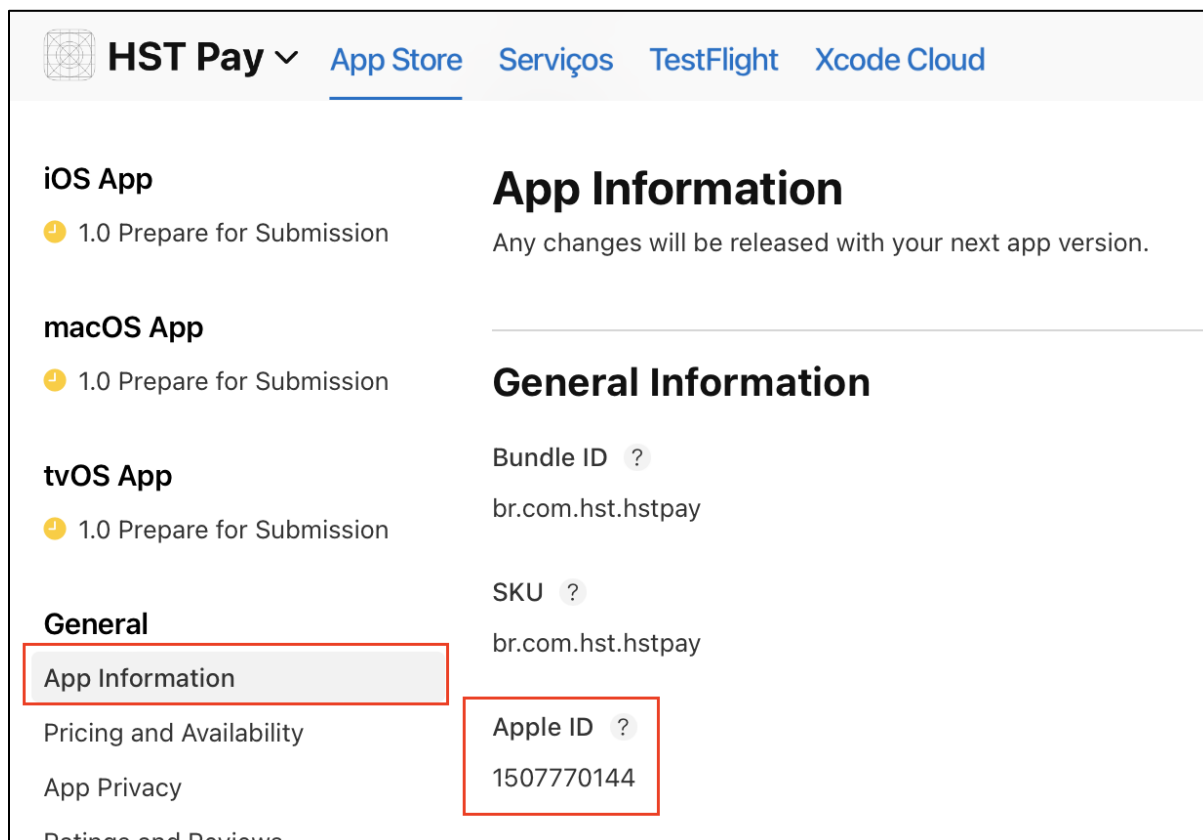 HST Pay App Store Serviços TestFlight Xcode Cloud
iOS App
1.0 Prepare for Submission
macOS App
1.0 Prepare for Submission
tvOS App
1.0 Prepare for Submission
General
App Information
Pricing and Availability
App Privacy
Ratings and Reviews
App Information
Any changes will be released with your next app version.
General Information
Bundle ID ?
br.com.hst.hstpay
SKU ?
br.com.hst.hstpay
Apple ID ?
1507770144